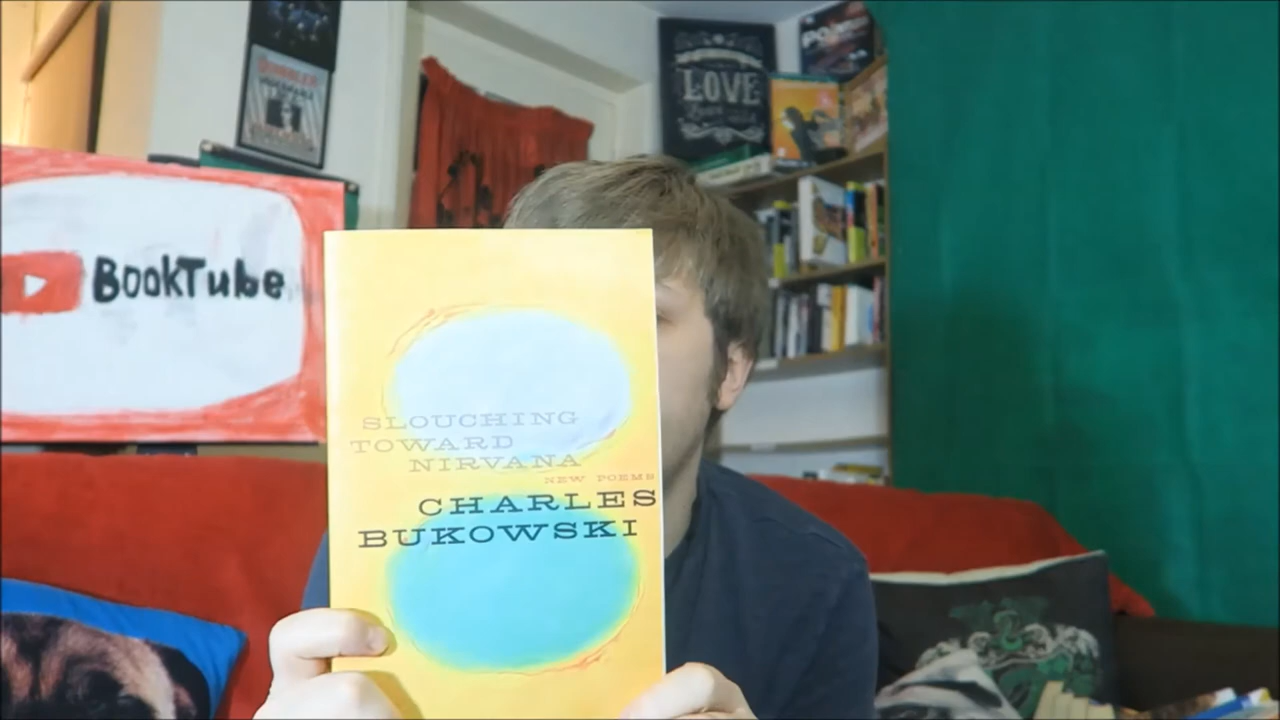 LOVE
BookTube
SLOUCHING
TOWARD
NIRVANA
NEW POEMS
CHARLES
BUKOWSKI